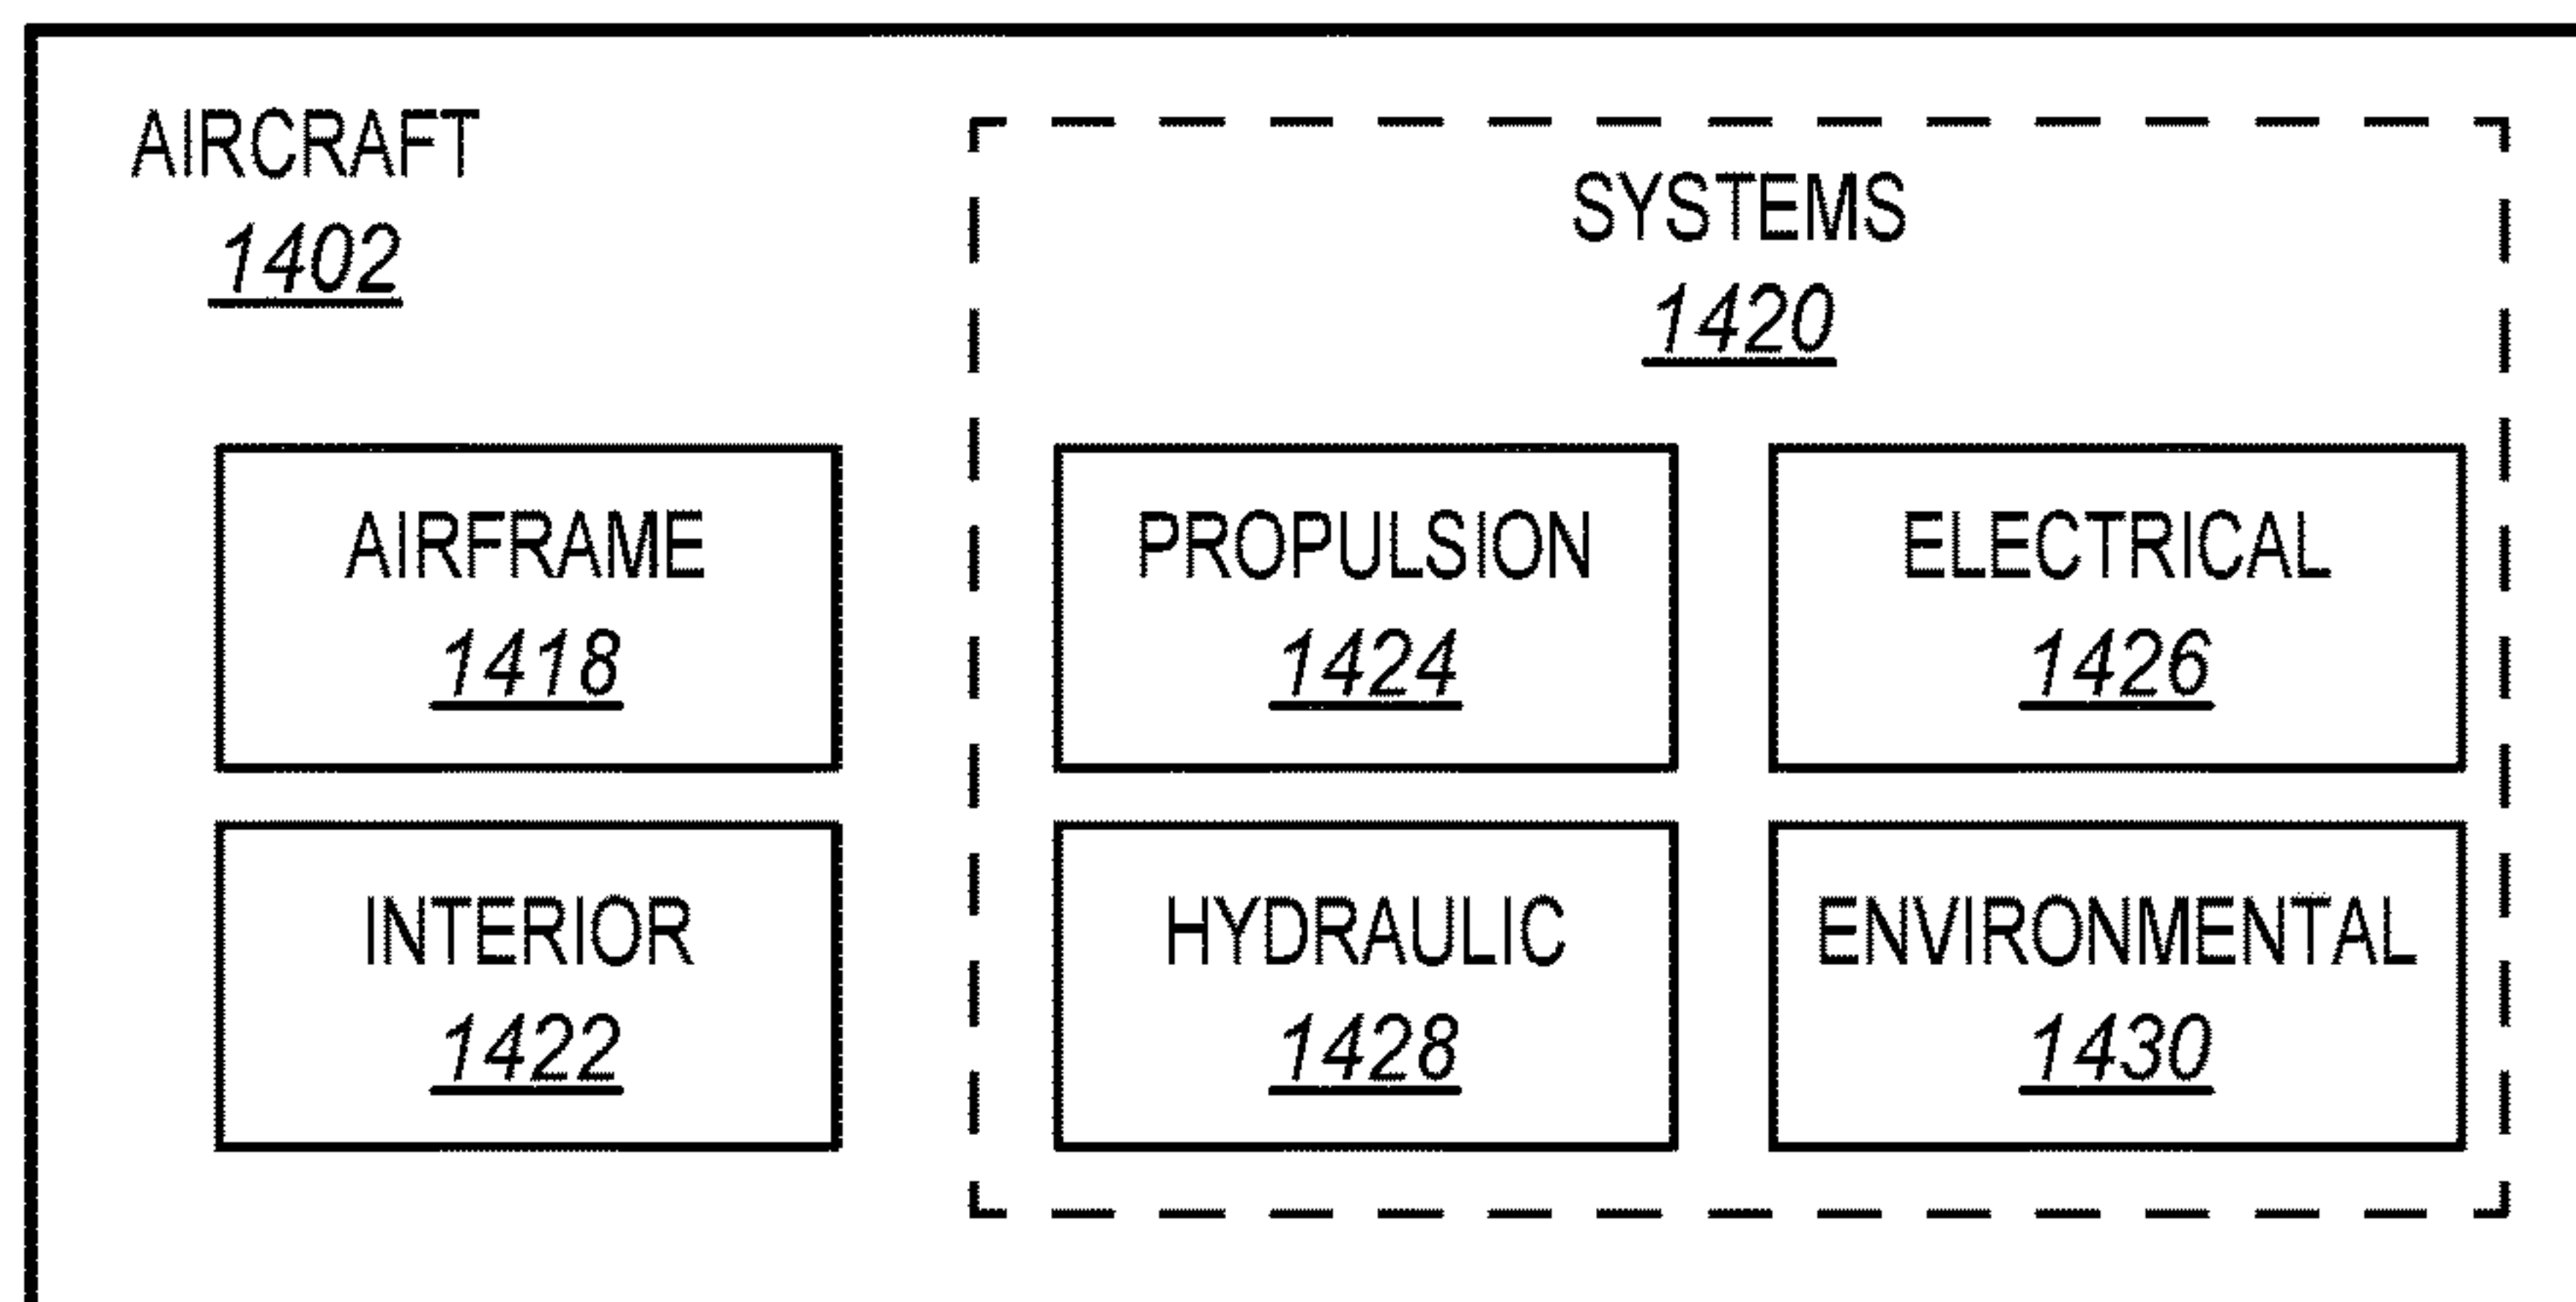 AIRCRAFT
1402
SYSTEMS
1420
AIRFRAME
1418
PROPULSION
1424
ELECTRICAL
1426
INTERIOR
1422
HYDRAULIC
1428
ENVIRONMENTAL
1430